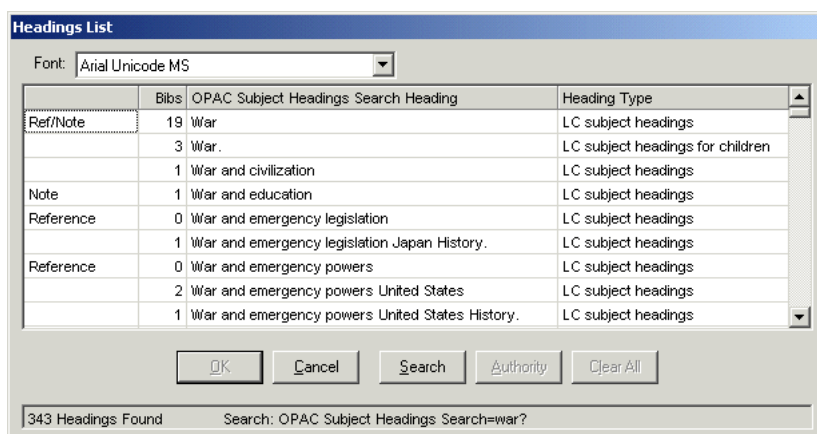 Headings List
Font: Arial Unicode MS
Bibs OPAC Subject Headings Search Heading Heading Type
Ref/Note 19 War LC subject headings
3 War. LC subject headings for children
1 War and civilization LC subject headings
Note 1 War and education LC subject headings
Reference 0 War and emergency legislation LC subject headings
1 War and emergency legislation Japan History. LC subject headings
Reference 0 War and emergency powers LC subject headings
2 War and emergency powers United States LC subject headings
1 War and emergency powers United States History. LC subject headings
OK Cancel Search Authority Clear All
343 Headings Found Search: OPAC Subject Headings Search=war?